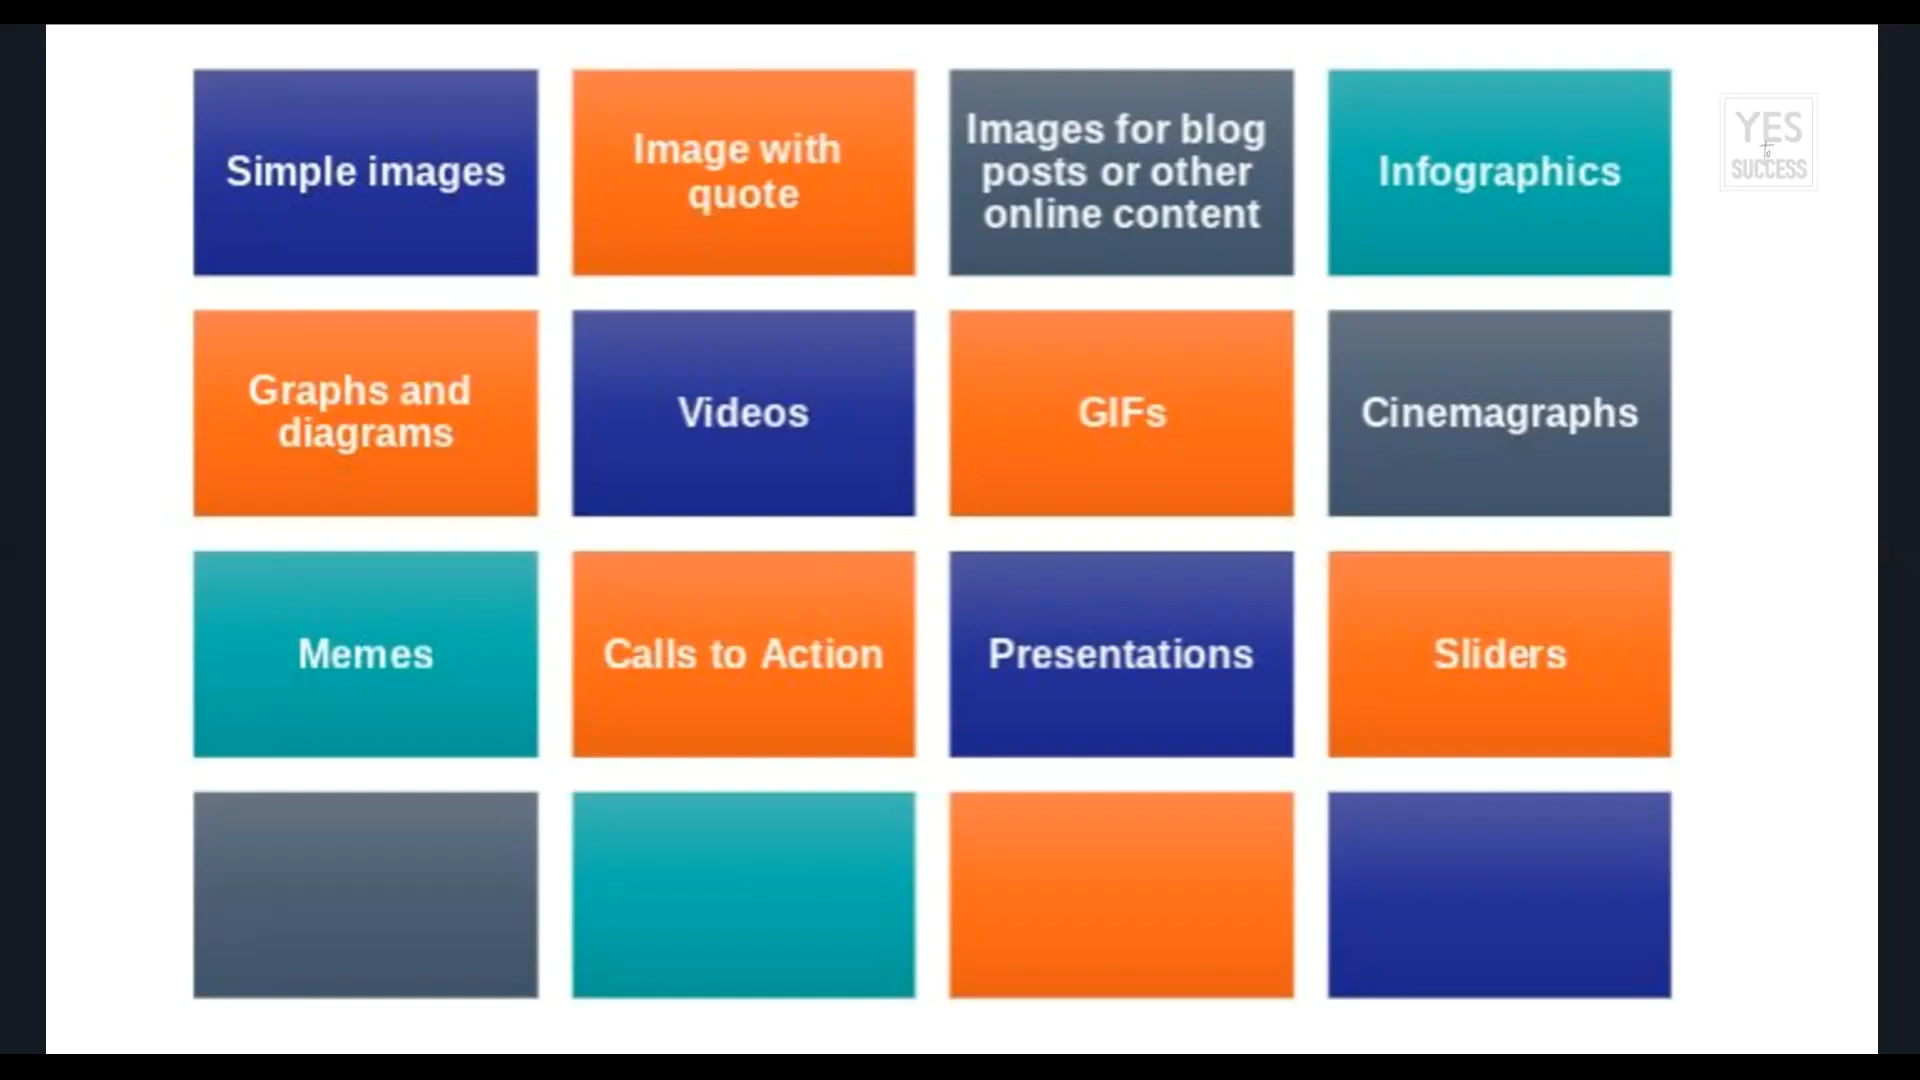 Simple images
Image with
quote
Images for blog
posts or other
online content
Infographics
YES
to
SUCCESS
Graphs and
diagrams
Videos
GIFs
Cinemagraphs
Memes
Calls to Action
Presentations
Sliders